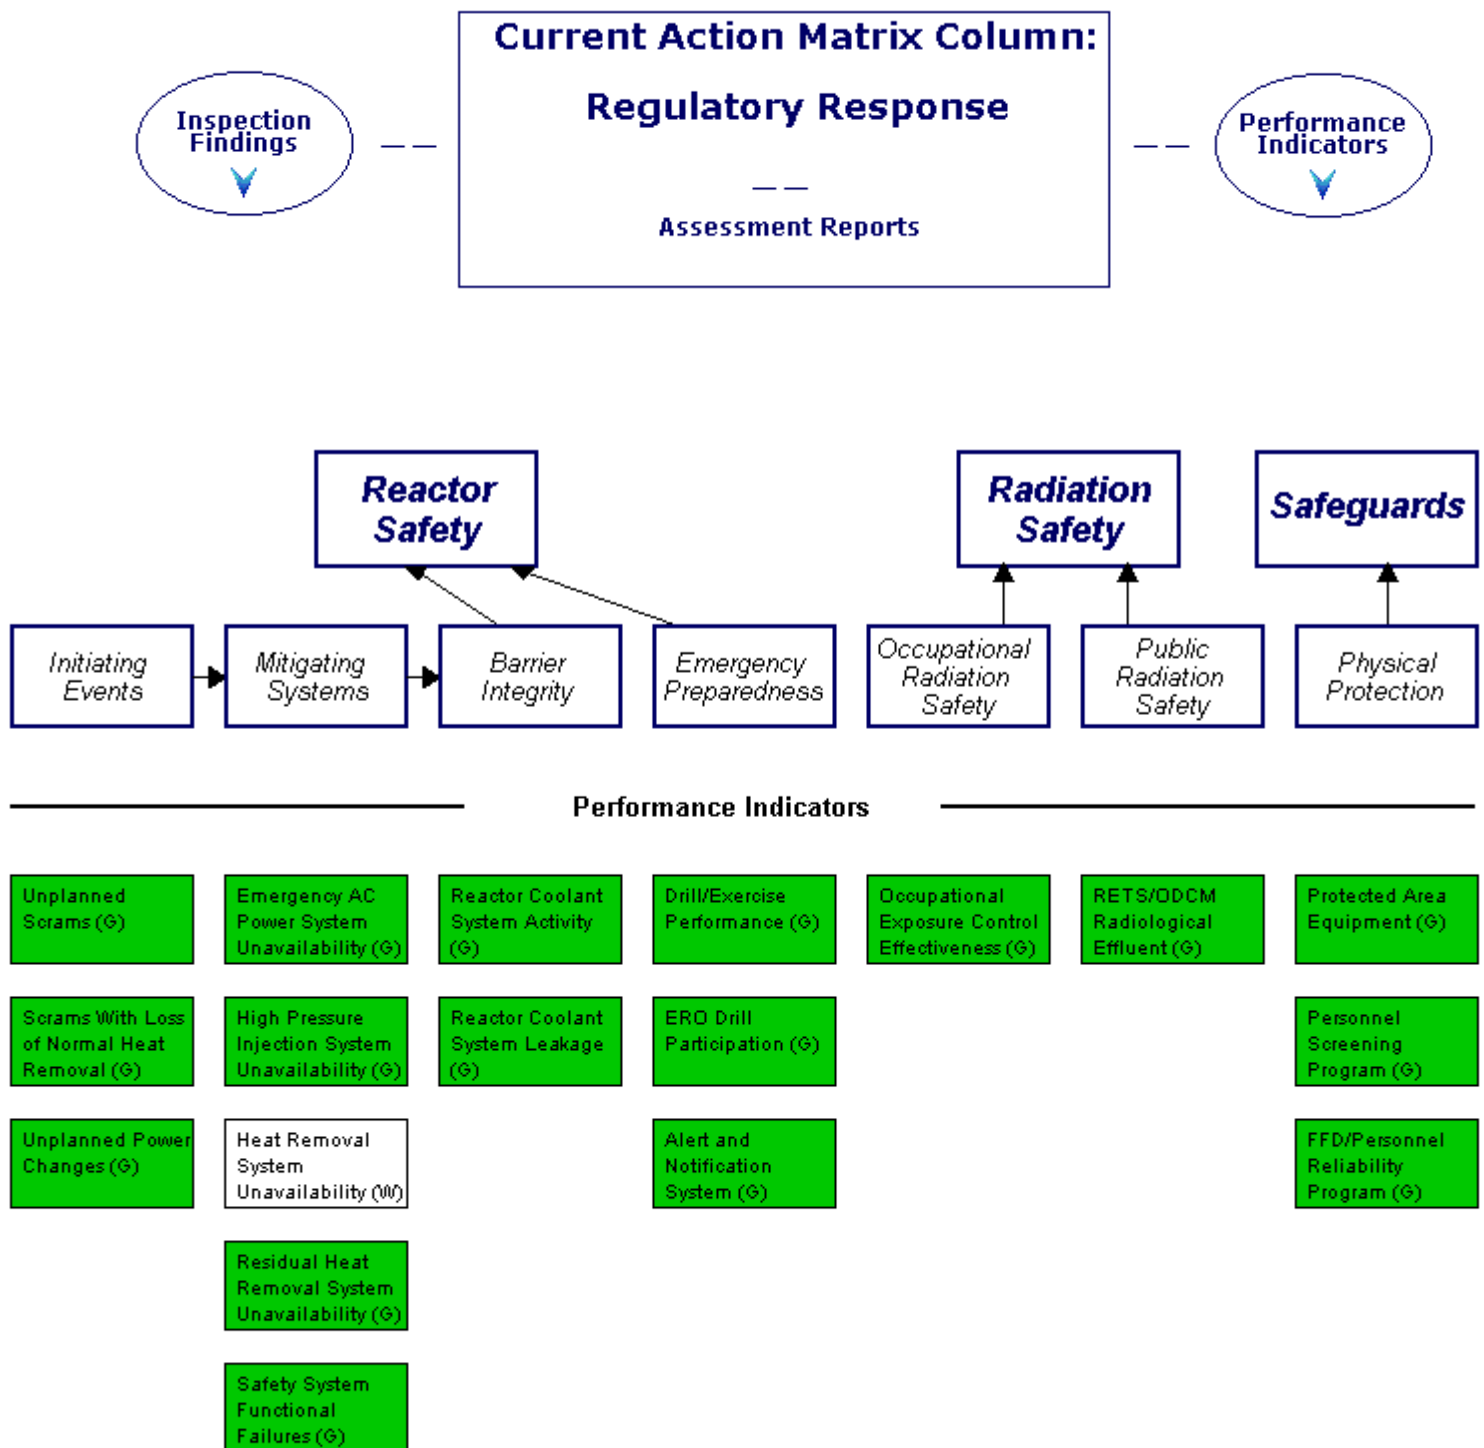 Current Action Matrix Column:
Regulatory Response
Inspection
Findings
Performance
Indicators
Assessment Reports
Reactor
Safety
Radiation
Safety
Safeguards
Initiating
Events
Mitigating
Systems
Barrier
Integrity
Emergency
Preparedness
Occupational
Radiation
Safety
Public
Radiation
Safety
Physical
Protection
Performance Indicators
Unplanned
Scrams (G)
Emergency AC
Power System
Unavailability (G)
Reactor Coolant
System Activity
(G)
Drill/Exercise
Performance (G)
Occupational
Exposure Control
Effectiveness (G)
RETS/ODCM
Radiological
Effluent (G)
Protected Area
Equipment (G)
Scrams With Loss
of Normal Heat
Removal (G)
High Pressure
Injection System
Unavailability (G)
Reactor Coolant
System Leakage
(G)
ERO Drill
Participation (G)
Personnel
Screening
Program (G)
Unplanned Power
Changes (G)
Heat Removal
System
Unavailability (W)
Alert and
Notification
System (G)
FFD/Personnel
Reliability
Program (G)
Residual Heat
Removal System
Unavailability (G)
Safety System
Functional
Failures (G)